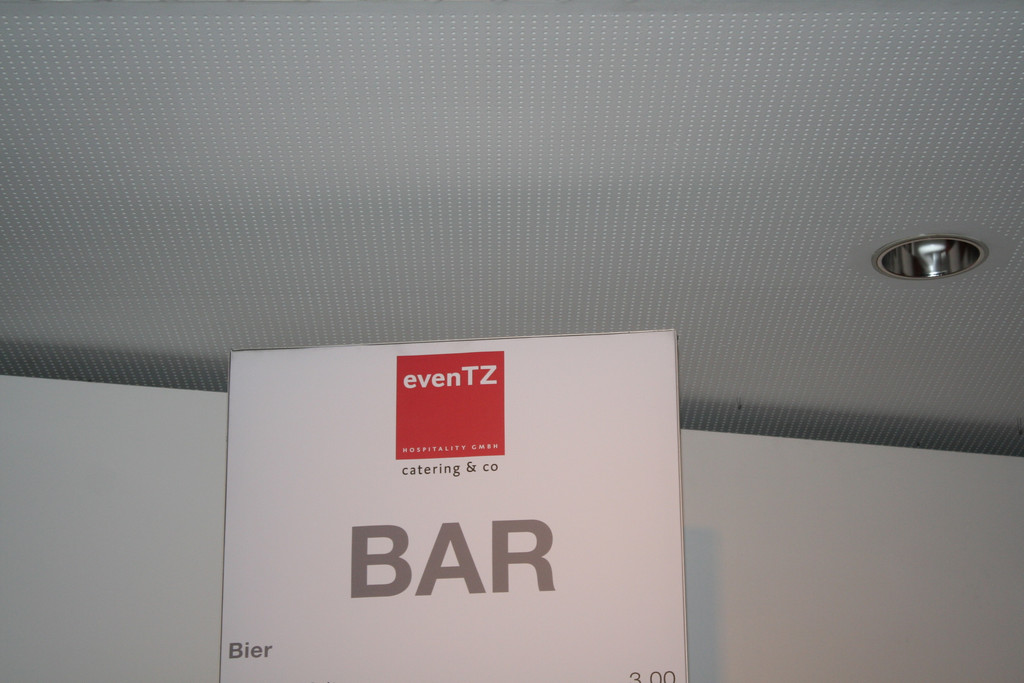 evenTZ
HOSPITALITY GMBH
catering & co
BAR
Bier
3.00